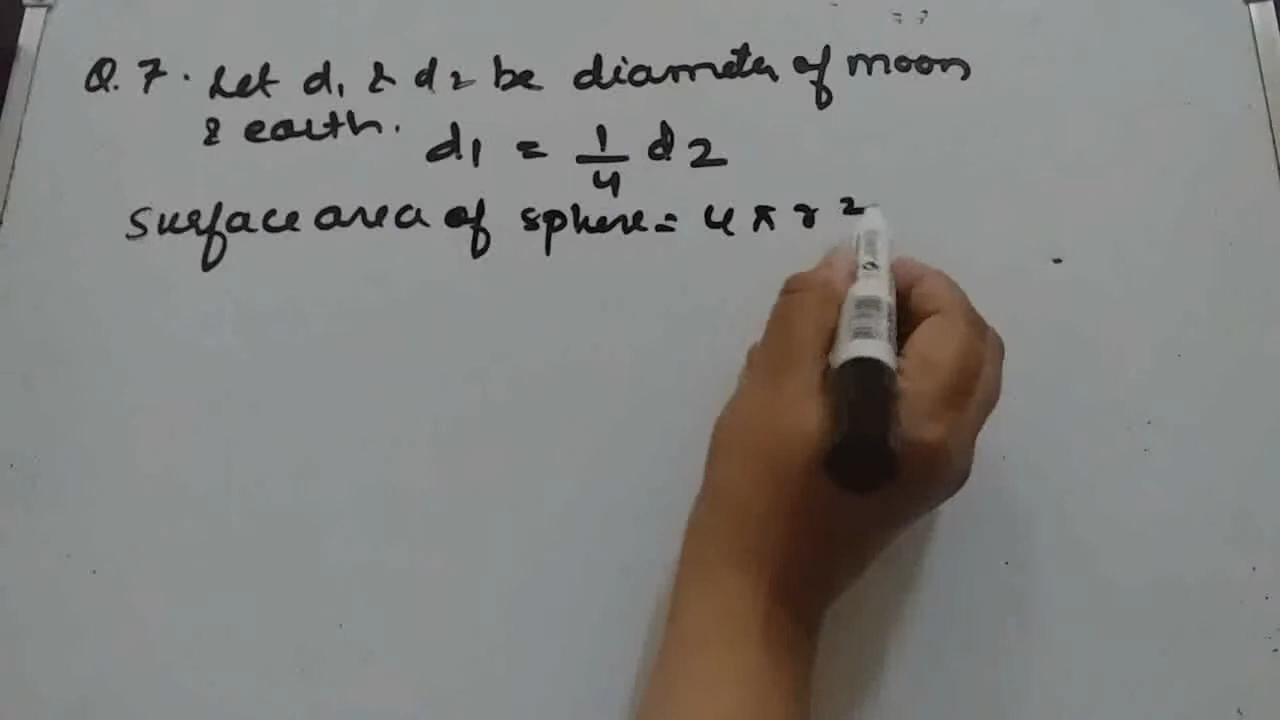 Q.7. Let d1 & d2 be diameter of moon
& earth. d1 = 1/4 d2
Surface area of sphere = 4πr²